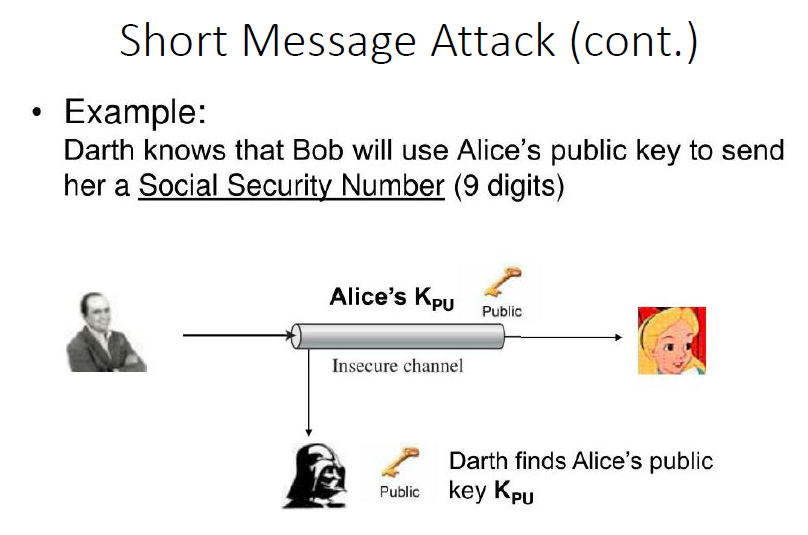 Short Message Attack (cont.)
• Example:
Darth knows that Bob will use Alice's public key to send
her a Social Security Number (9 digits)
Alice's KPU
Public
Insecure channel
Public
Darth finds Alice's public
key KPU